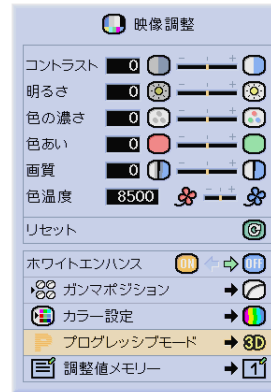 映像調整
コントラスト 0
明るさ 0
色の濃さ 0
色あい 0
画質 0
色温度 8500
リセット
ホワイトエンハンス ON OFF
ガンマポジション
カラー設定
P プログレッシブモード 3D
調整値メモリー 1